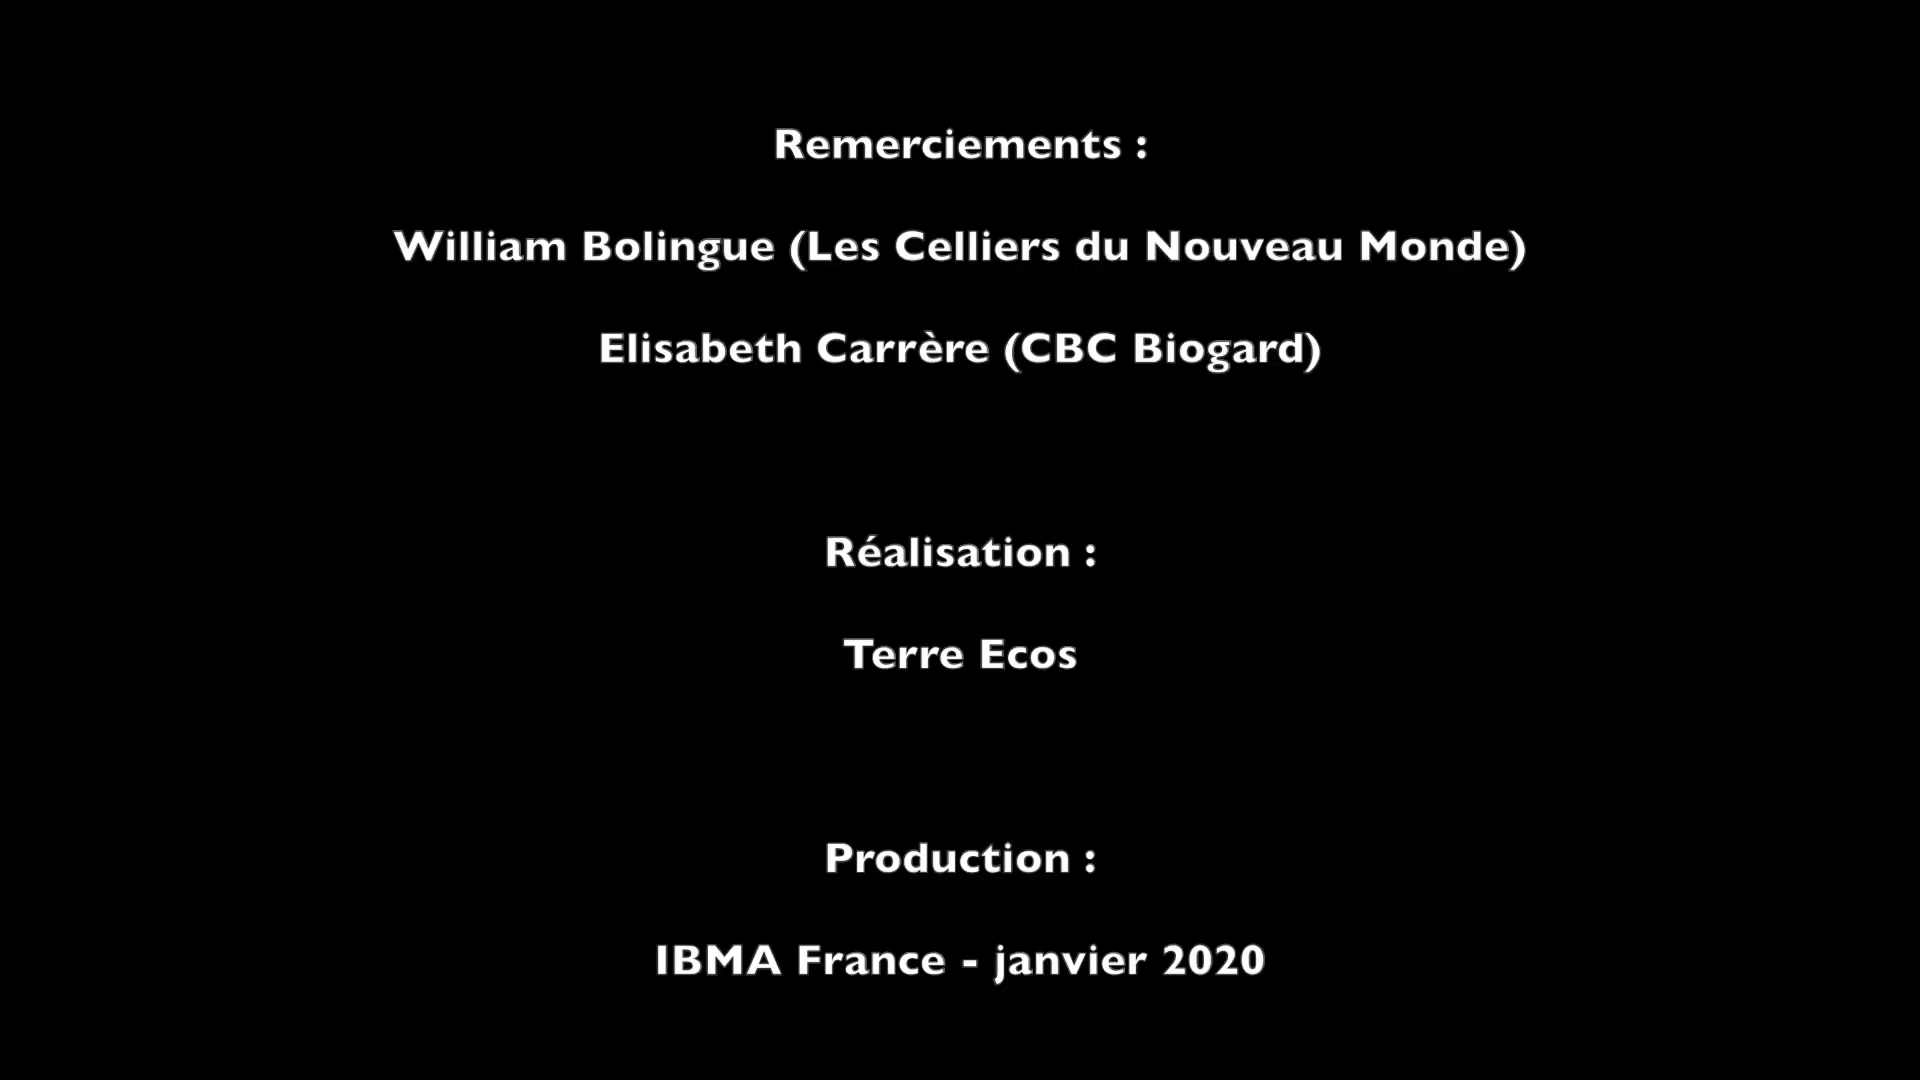 Remerciements :
William Bolingue (Les Celliers du Nouveau Monde)
Elisabeth Carrère (CBC Biogard)
Réalisation :
Terre Ecos
Production :
IBMA France - janvier 2020